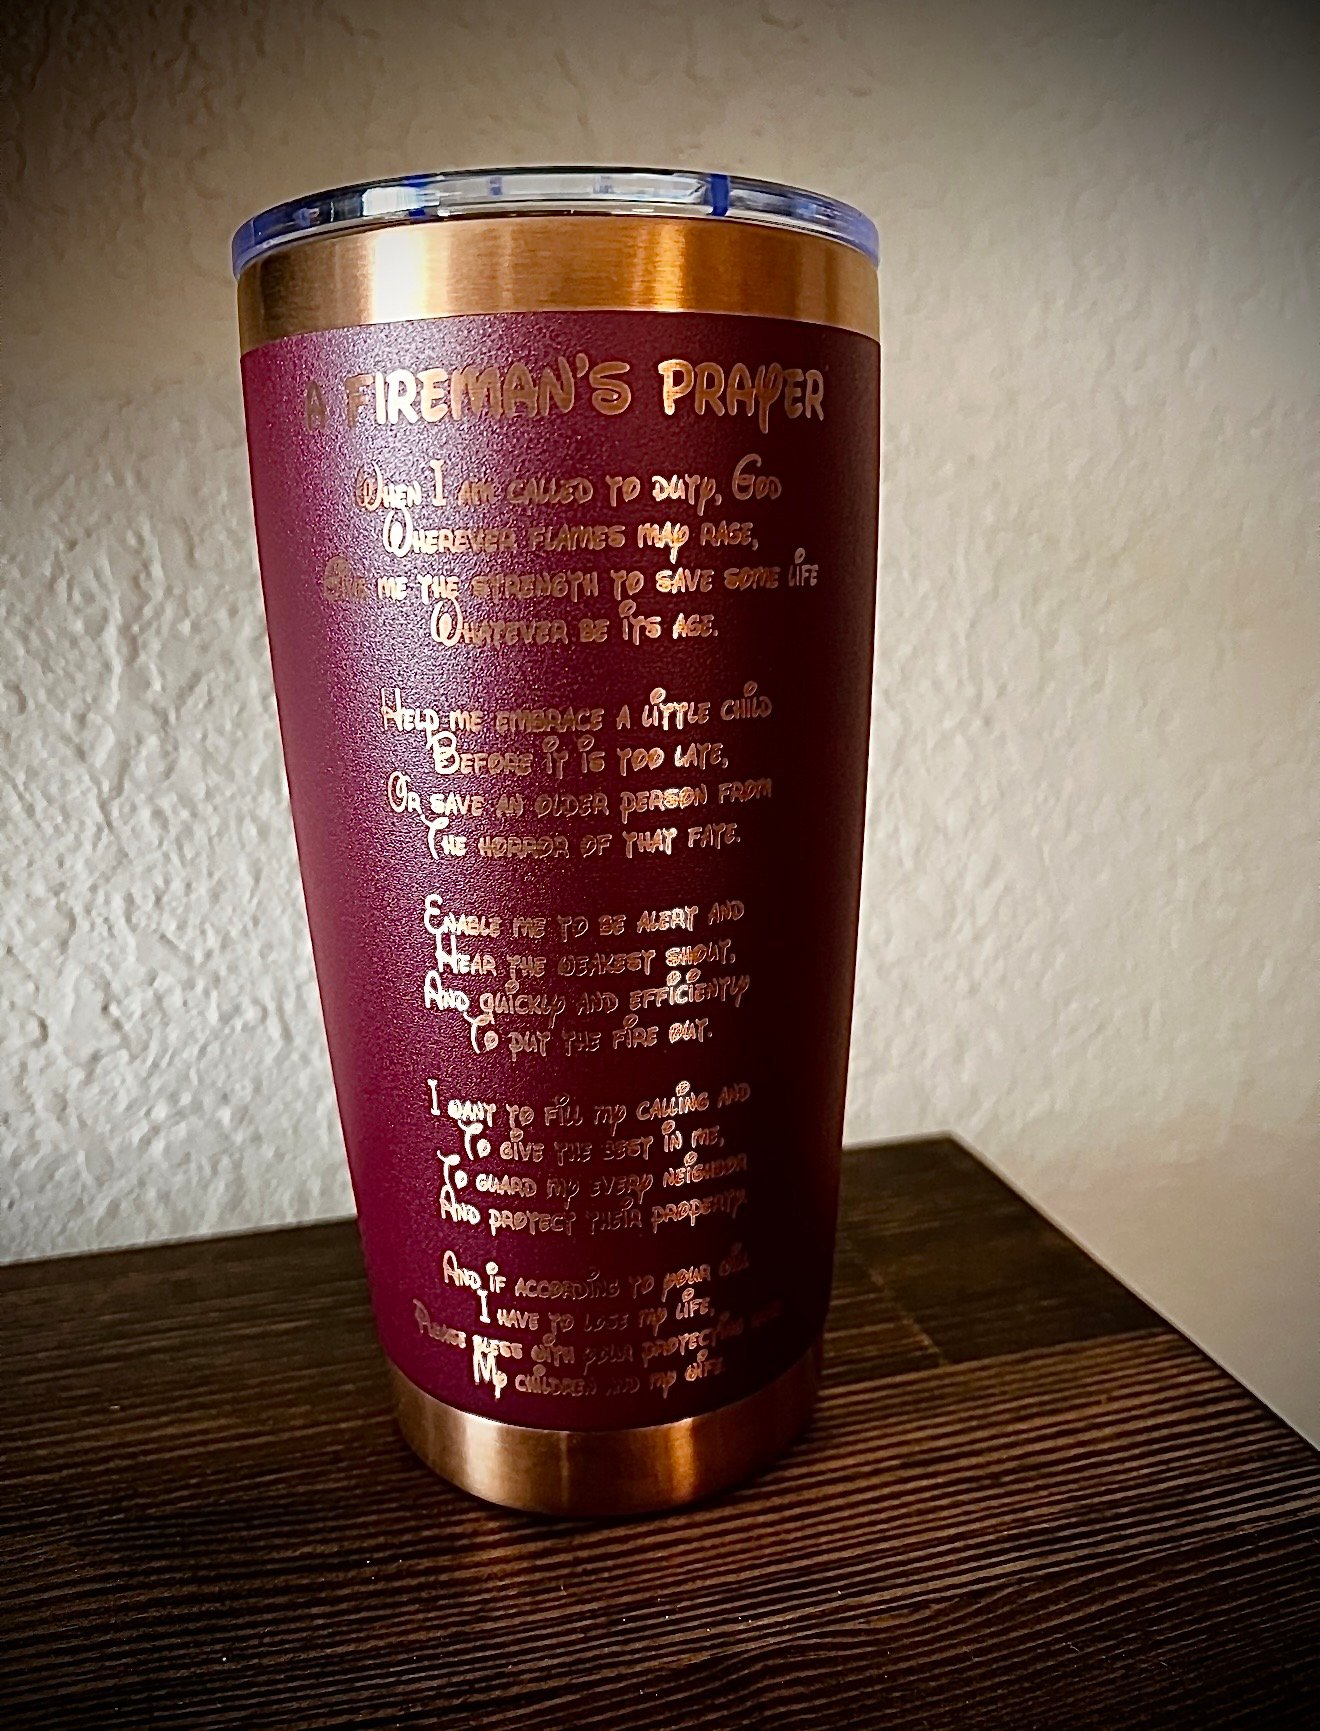 A Fireman's Prayer
When I am called to duty, God
Wherever flames may rage,
Give me the strength to save some life
Whatever be its age.
Help me embrace a little child
Before it is too late,
Or save an older person from
The horror of that fate.
Enable me to be alert and
Hear the weakest shout,
And quickly and efficiently
To put the fire out.
I want to fill my calling and
To give the best in me,
To guard my every neighbor
And protect their property.
And if according to your will
I have to lose my life,
Please bless with your protecting
My children and my wife